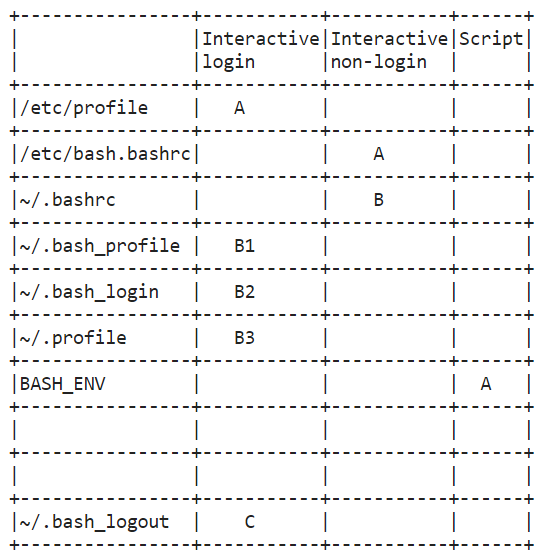 +----------------+-----------+-----------+------+
|                |Interactive|Interactive|Script|
|                |login      |non-login  |      |
+----------------+-----------+-----------+------+
|/etc/profile    |   A       |           |      |
+----------------+-----------+-----------+------+
|/etc/bash.bashrc|           |    A      |      |
+----------------+-----------+-----------+------+
|~/.bashrc       |           |    B      |      |
+----------------+-----------+-----------+------+
|~/.bash_profile |   B1      |           |      |
+----------------+-----------+-----------+------+
|~/.bash_login   |   B2      |           |      |
+----------------+-----------+-----------+------+
|~/.profile      |   B3      |           |      |
+----------------+-----------+-----------+------+
|BASH_ENV        |           |           |  A   |
+----------------+-----------+-----------+------+
|                |           |           |      |
+----------------+-----------+-----------+------+
|                |           |           |      |
+----------------+-----------+-----------+------+
|~/.bash_logout  |    C      |           |      |
+----------------+-----------+-----------+------+